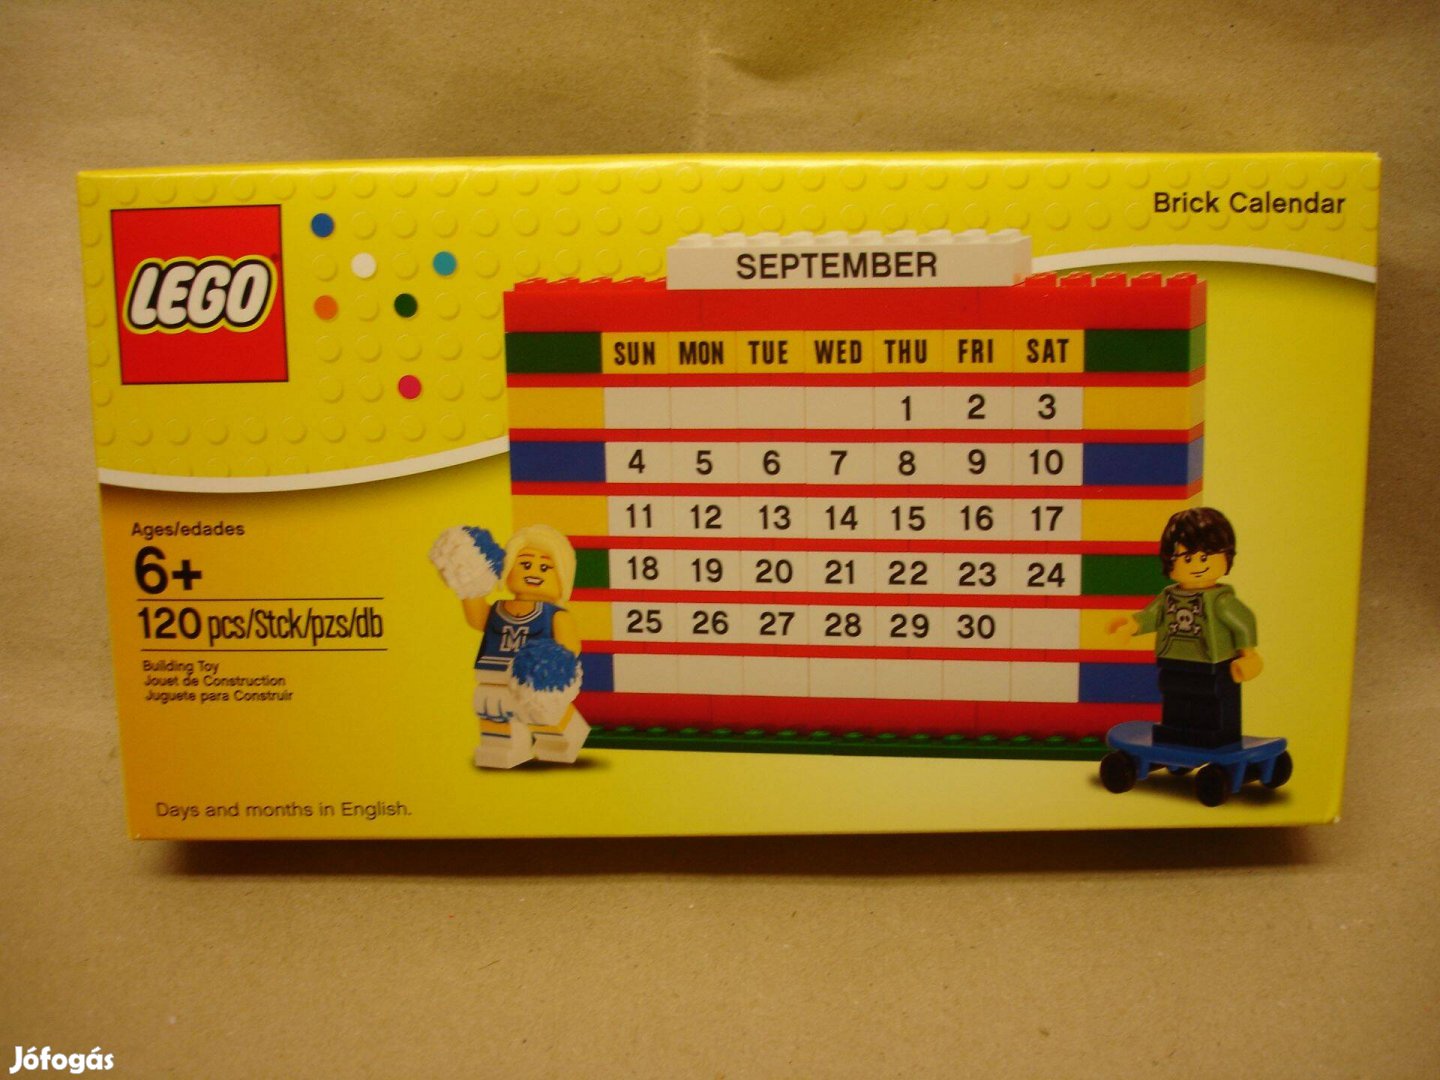 LEGO
Brick Calendar
SEPTEMBER
SUN MON TUE WED THU FRI SAT
1 2 3
4 5 6 7 8 9 10
11 12 13 14 15 16 17
18 19 20 21 22 23 24
25 26 27 28 29 30
Ages/edades
6+
120 pcs/Stck/pzs/db
Building Toy
Jouet de Construction
Juguete para Construir
M
Days and months in English.
Jófogás